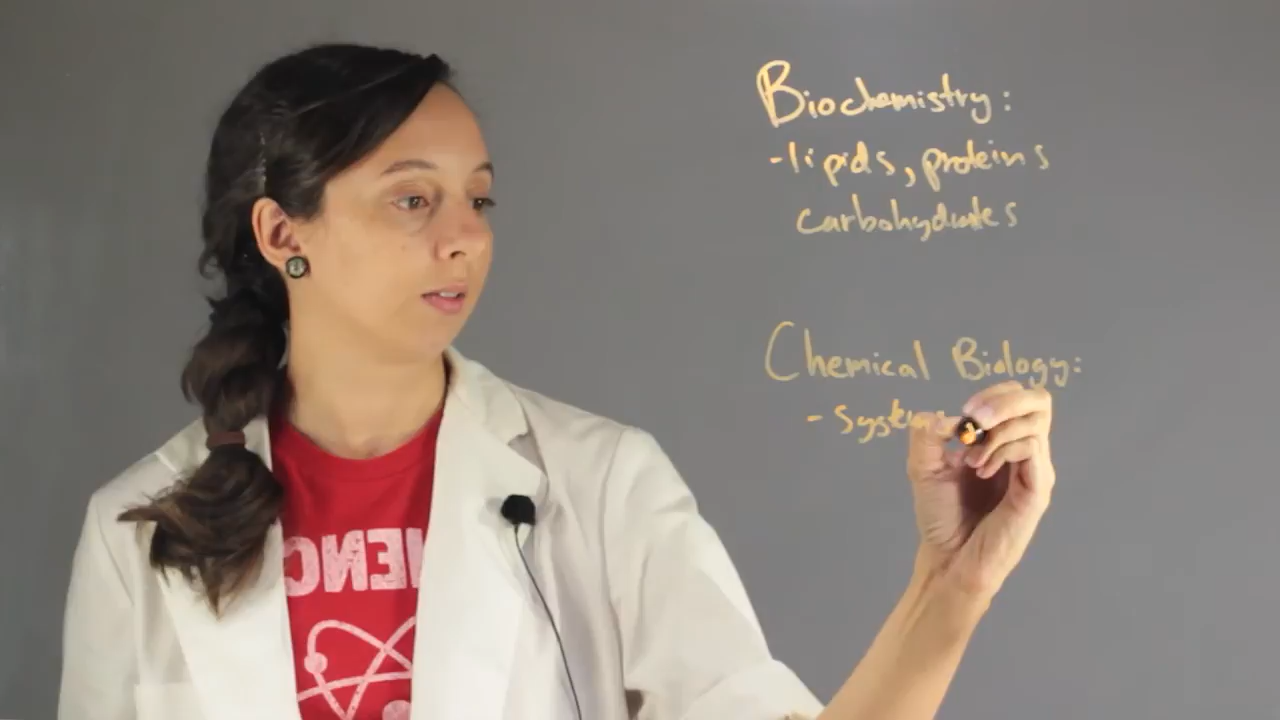 Biochemistry:
- lipids, proteins
carbohydrates
Chemical Biology:
- System